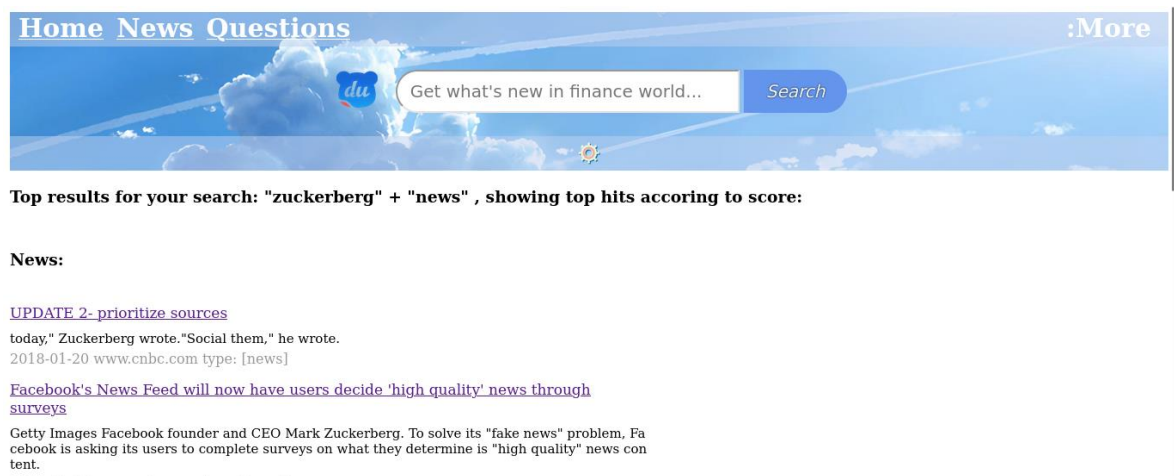 Home News Questions :More
du Get what's new in finance world... Search
Top results for your search: "zuckerberg" + "news" , showing top hits accoring to score:
News:
UPDATE 2- prioritize sources
today," Zuckerberg wrote."Social them," he wrote.
2018-01-20 www.cnbc.com type: [news]
Facebook's News Feed will now have users decide 'high quality' news through
surveys
Getty Images Facebook founder and CEO Mark Zuckerberg. To solve its "fake news" problem, Fa
cebook is asking its users to complete surveys on what they determine is "high quality" news con
tent.